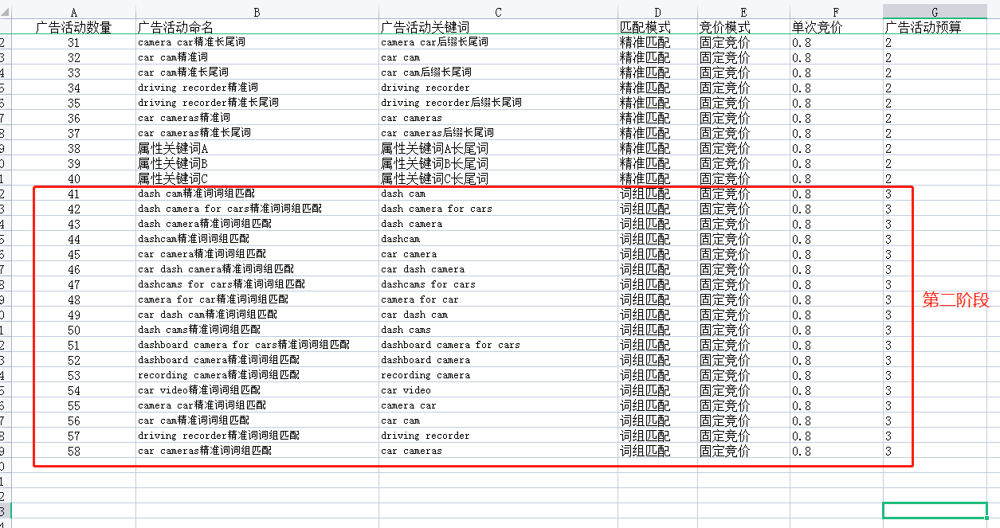 A B C D E F G
广告活动数量 广告活动命名 广告活动关键词 匹配模式 竞价模式 单次竞价 广告活动预算
2 31 camera car精准长尾词 camera car后缀长尾词 精准匹配 固定竞价 0.8 2
3 32 car cam精准词 car cam 精准匹配 固定竞价 0.8 2
4 33 car cam精准长尾词 car cam后缀长尾词 精准匹配 固定竞价 0.8 2
5 34 driving recorder精准词 driving recorder 精准匹配 固定竞价 0.8 2
6 35 driving recorder精准长尾词 driving recorder后缀长尾词 精准匹配 固定竞价 0.8 2
7 36 car cameras精准词 car cameras 精准匹配 固定竞价 0.8 2
8 37 car cameras精准长尾词 car cameras后缀长尾词 精准匹配 固定竞价 0.8 2
9 38 属性关键词A 属性关键词A长尾词 精准匹配 固定竞价 0.8 2
0 39 属性关键词B 属性关键词B长尾词 精准匹配 固定竞价 0.8 2
1 40 属性关键词C 属性关键词C长尾词 精准匹配 固定竞价 0.8 2
2 41 dash cam精准词词组匹配 dash cam 词组匹配 固定竞价 0.8 3
3 42 dash camera for cars精准词词组匹配 dash camera for cars 词组匹配 固定竞价 0.8 3
4 43 dash camera精准词词组匹配 dash camera 词组匹配 固定竞价 0.8 3
5 44 dashcam精准词词组匹配 dashcam 词组匹配 固定竞价 0.8 3
6 45 car camera精准词词组匹配 car camera 词组匹配 固定竞价 0.8 3
7 46 car dash camera精准词词组匹配 car dash camera 词组匹配 固定竞价 0.8 3
8 47 dashcams for cars精准词词组匹配 dashcams for cars 词组匹配 固定竞价 0.8 3
9 48 camera for car精准词词组匹配 camera for car 词组匹配 固定竞价 0.8 3 第二阶段
0 49 car dash cam精准词词组匹配 car dash cam 词组匹配 固定竞价 0.8 3
1 50 dash cams精准词词组匹配 dash cams 词组匹配 固定竞价 0.8 3
2 51 dashboard camera for cars精准词词组匹配 dashboard camera for cars 词组匹配 固定竞价 0.8 3
3 52 dashboard camera精准词词组匹配 dashboard camera 词组匹配 固定竞价 0.8 3
4 53 recording camera精准词词组匹配 recording camera 词组匹配 固定竞价 0.8 3
5 54 car video精准词词组匹配 car video 词组匹配 固定竞价 0.8 3
6 55 camera car精准词词组匹配 camera car 词组匹配 固定竞价 0.8 3
7 56 car cam精准词词组匹配 car cam 词组匹配 固定竞价 0.8 3
8 57 driving recorder精准词词组匹配 driving recorder 词组匹配 固定竞价 0.8 3
9 58 car cameras精准词词组匹配 car cameras 词组匹配 固定竞价 0.8 3
0
1
2
3
4